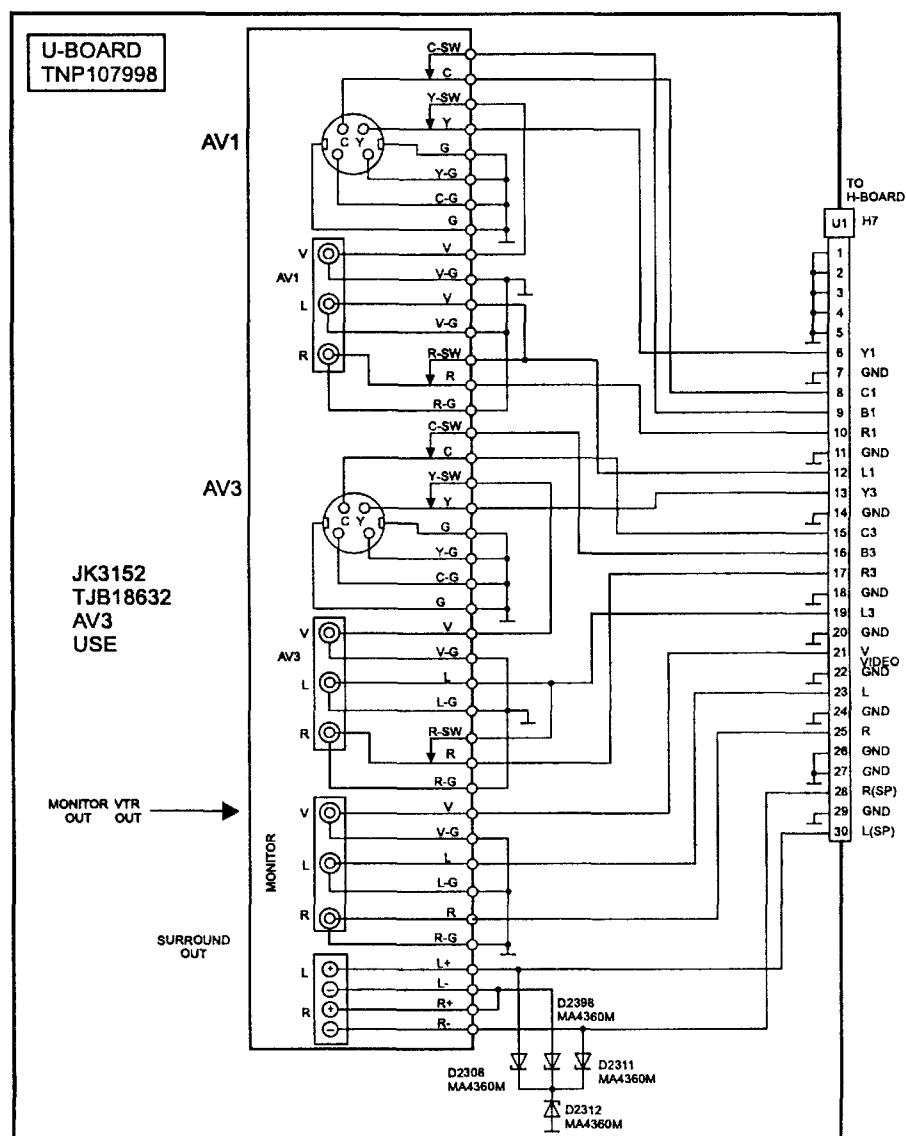 U-BOARD
TNP107998
AV1
C-SW
C
Y-SW
Y
G
Y-G
C-G
G
C Y
V
AV1
L
R
V
V-G
V
V-G
R-SW
R
R-G
AV3
C-SW
C
Y-SW
Y
G
Y-G
C-G
G
C Y
JK3152
TJB18632
AV3
USE
V
AV3
L
R
V
V-G
L
L-G
R-SW
R
R-G
MONITOR VTR
OUT OUT
MONITOR
V
L
R
V
V-G
L
L-G
R
R-G
SURROUND
OUT
L
R
+
−
+
−
L+
L-
R+
R-
D2398
MA4360M
D2308
MA4360M
D2311
MA4360M
D2312
MA4360M
TO
H-BOARD
U1 H7
1
2
3
4
5
6 Y1
7 GND
8 C1
9 B1
10 R1
11 GND
12 L1
13 Y3
14 GND
15 C3
16 B3
17 R3
18 GND
19 L3
20 GND
21 V
VIDEO
22 GND
23 L
24 GND
25 R
26 GND
27 GND
28 R(SP)
29 GND
30 L(SP)